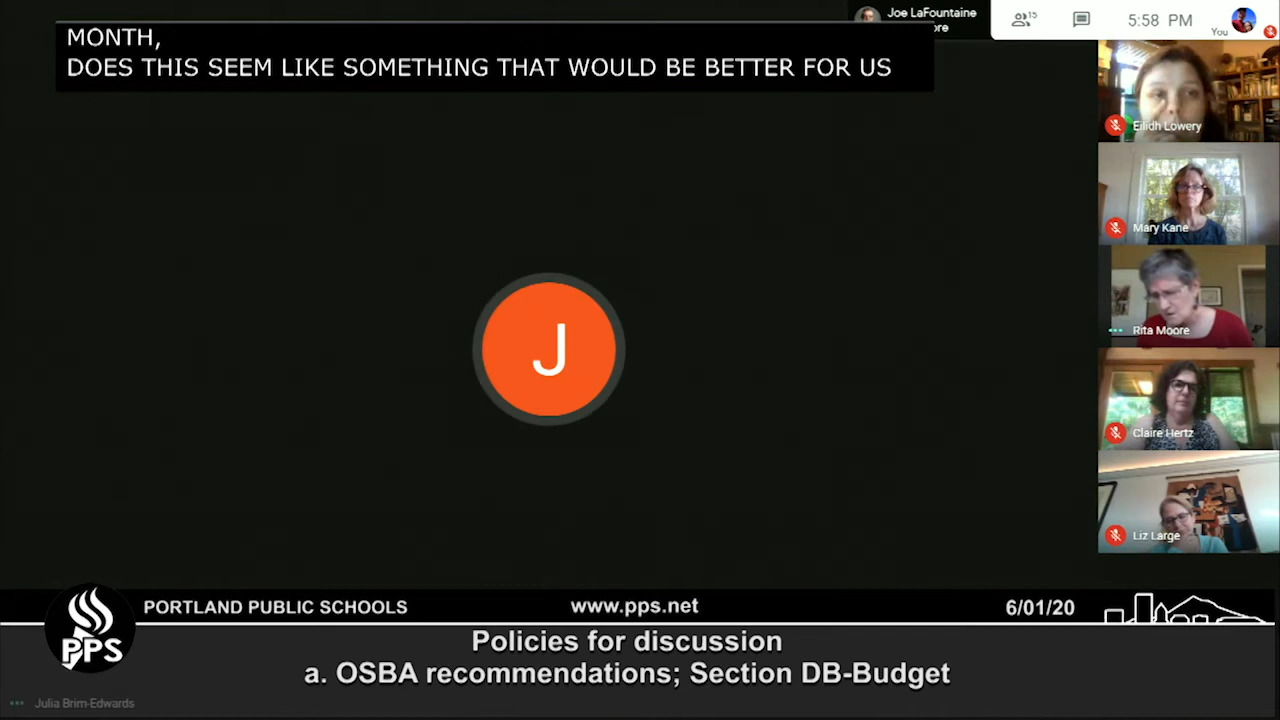 MONTH,
DOES THIS SEEM LIKE SOMETHING THAT WOULD BE BETTER FOR US
Joe LaFountaine
ore
15
5:58 PM
You
Eilidh Lowery
Mary Kane
Rita Moore
Claire Hertz
Liz Large
J
PPS
PORTLAND PUBLIC SCHOOLS
www.pps.net
6/01/20
Policies for discussion
a. OSBA recommendations; Section DB-Budget
Julia Brim-Edwards